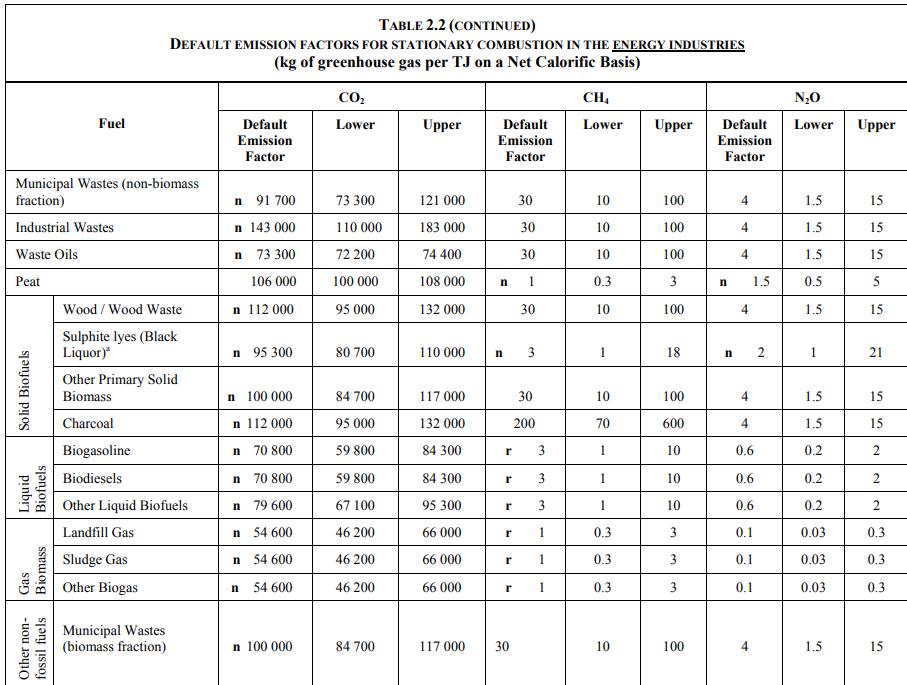 TABLE 2.2 (CONTINUED)
DEFAULT EMISSION FACTORS FOR STATIONARY COMBUSTION IN THE ENERGY INDUSTRIES
(kg of greenhouse gas per TJ on a Net Calorific Basis)
Fuel
CO2 CH4 N2O
Default Emission Factor Lower Upper Default Emission Factor Lower Upper Default Emission Factor Lower Upper
Municipal Wastes (non-biomass
fraction) n 91 700 73 300 121 000 30 10 100 4 1.5 15
Industrial Wastes n 143 000 110 000 183 000 30 10 100 4 1.5 15
Waste Oils n 73 300 72 200 74 400 30 10 100 4 1.5 15
Peat 106 000 100 000 108 000 n 1 0.3 3 n 1.5 0.5 5
Solid Biofuels
Wood / Wood Waste n 112 000 95 000 132 000 30 10 100 4 1.5 15
Sulphite lyes (Black
Liquor)a n 95 300 80 700 110 000 n 3 1 18 n 2 1 21
Other Primary Solid
Biomass n 100 000 84 700 117 000 30 10 100 4 1.5 15
Charcoal n 112 000 95 000 132 000 200 70 600 4 1.5 15
Liquid
Biofuels
Biogasoline n 70 800 59 800 84 300 r 3 1 10 0.6 0.2 2
Biodiesels n 70 800 59 800 84 300 r 3 1 10 0.6 0.2 2
Other Liquid Biofuels n 79 600 67 100 95 300 r 3 1 10 0.6 0.2 2
Gas
Biomass
Landfill Gas n 54 600 46 200 66 000 r 1 0.3 3 0.1 0.03 0.3
Sludge Gas n 54 600 46 200 66 000 r 1 0.3 3 0.1 0.03 0.3
Other Biogas n 54 600 46 200 66 000 r 1 0.3 3 0.1 0.03 0.3
Other non-
fossil fuels
Municipal Wastes
(biomass fraction) n 100 000 84 700 117 000 30 10 100 4 1.5 15